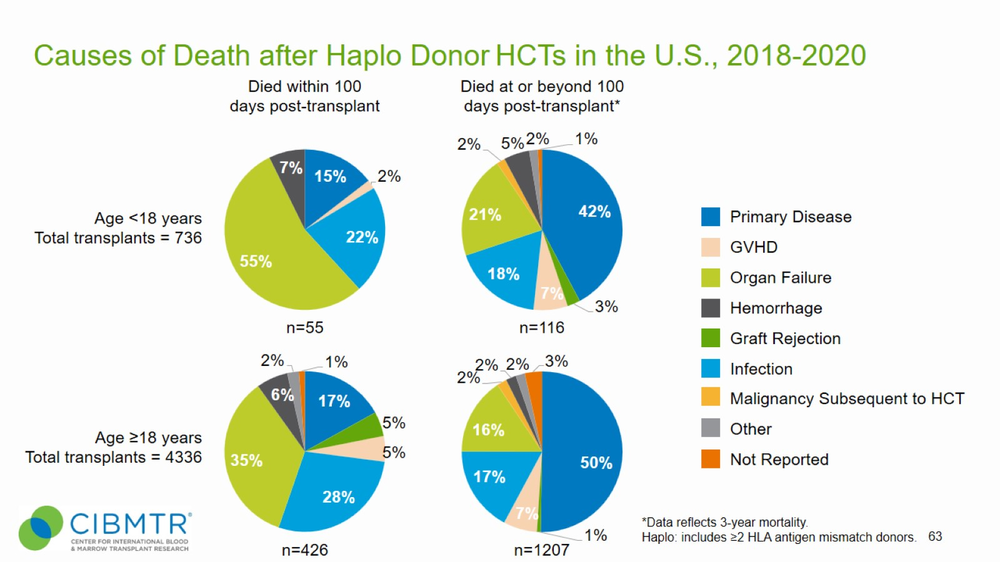 Causes of Death after Haplo Donor HCTs in the U.S., 2018-2020
Died within 100
days post-transplant
Died at or beyond 100
days post-transplant*
Age <18 years
Total transplants = 736
7%
15%
2%
22%
55%
n=55
2%
5%
2%
1%
42%
21%
18%
7%
3%
n=116
Age ≥18 years
Total transplants = 4336
2%
1%
6%
17%
5%
5%
35%
28%
n=426
2%
2%
2%
3%
16%
50%
17%
7%
1%
n=1207
Primary Disease
GVHD
Organ Failure
Hemorrhage
Graft Rejection
Infection
Malignancy Subsequent to HCT
Other
Not Reported
CIBMTR®
CENTER FOR INTERNATIONAL BLOOD
& MARROW TRANSPLANT RESEARCH
*Data reflects 3-year mortality.
Haplo: includes ≥2 HLA antigen mismatch donors. 63